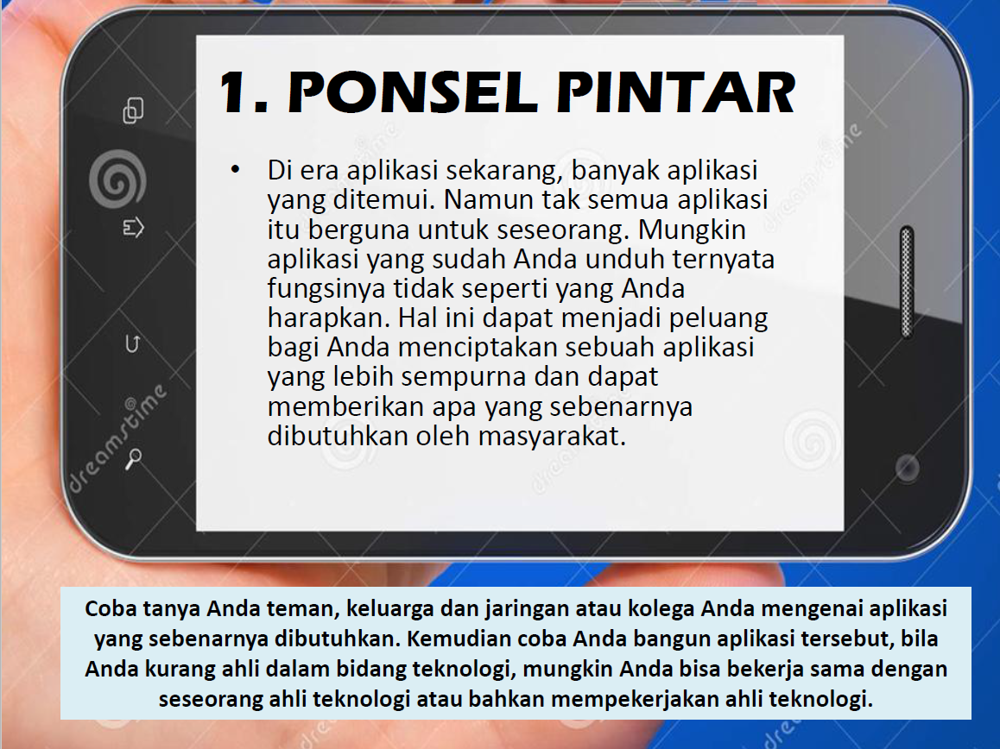 1. PONSEL PINTAR
• Di era aplikasi sekarang, banyak aplikasi
yang ditemui. Namun tak semua aplikasi
itu berguna untuk seseorang. Mungkin
aplikasi yang sudah Anda unduh ternyata
fungsinya tidak seperti yang Anda
harapkan. Hal ini dapat menjadi peluang
bagi Anda menciptakan sebuah aplikasi
yang lebih sempurna dan dapat
memberikan apa yang sebenarnya
dibutuhkan oleh masyarakat.
dreamstime
dreamstime
dreamstime
dreamstime
Coba tanya Anda teman, keluarga dan jaringan atau kolega Anda mengenai aplikasi
yang sebenarnya dibutuhkan. Kemudian coba Anda bangun aplikasi tersebut, bila
Anda kurang ahli dalam bidang teknologi, mungkin Anda bisa bekerja sama dengan
seseorang ahli teknologi atau bahkan mempekerjakan ahli teknologi.